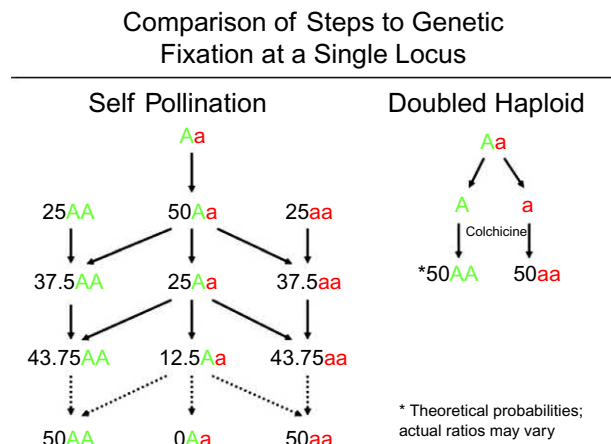 Comparison of Steps to Genetic
Fixation at a Single Locus
Self Pollination
Aa
25AA 50Aa 25aa
37.5AA 25Aa 37.5aa
43.75AA 12.5Aa 43.75aa
50AA 0Aa 50aa
Doubled Haploid
Aa
A a
Colchicine
*50AA 50aa
* Theoretical probabilities;
actual ratios may vary